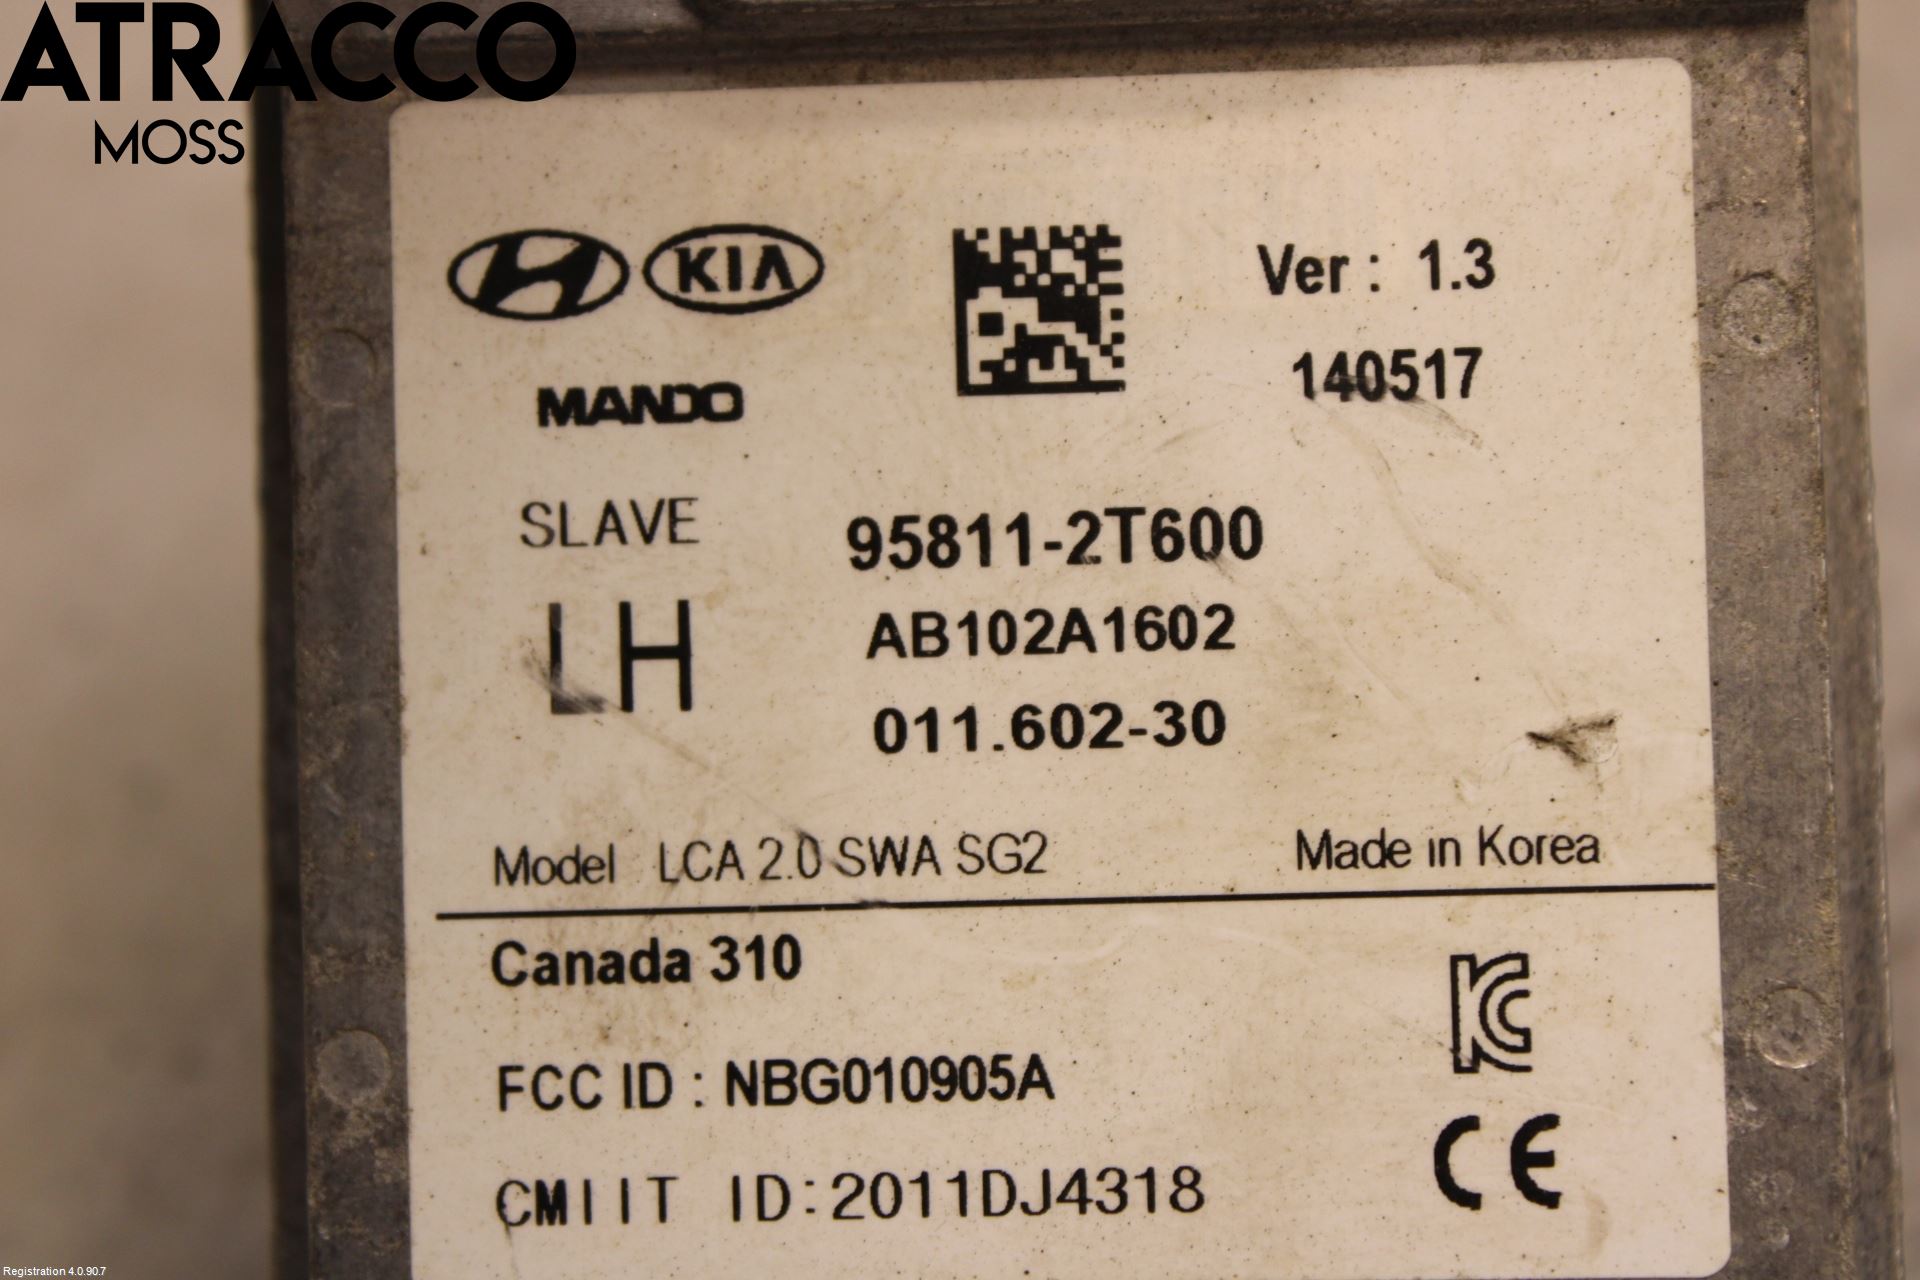 ATRACCO
MOSS
KIA
Ver : 1.3
140517
MANDO
SLAVE
95811-2T600
LH
AB102A1602
011.602-30
Model LCA 2.0 SWA SG2
Made in Korea
Canada 310
FCC ID : NBG010905A
CMIIT ID:2011DJ4318
CE
Registration 4.0.90.7